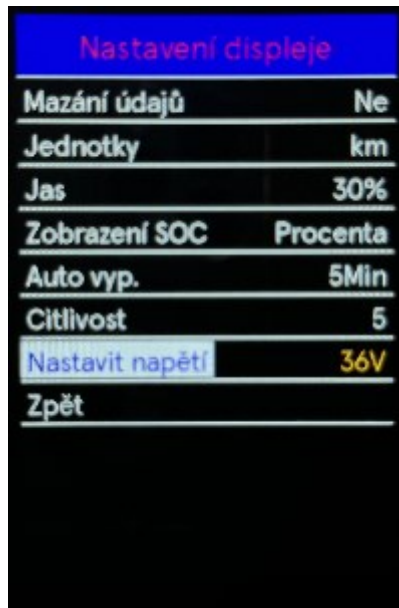 Nastavení displeje
Mazání údajů Ne
Jednotky km
Jas 30%
Zobrazení SOC Procenta
Auto vyp. 5Min
Citlivost 5
Nastavit napětí 36V
Zpět